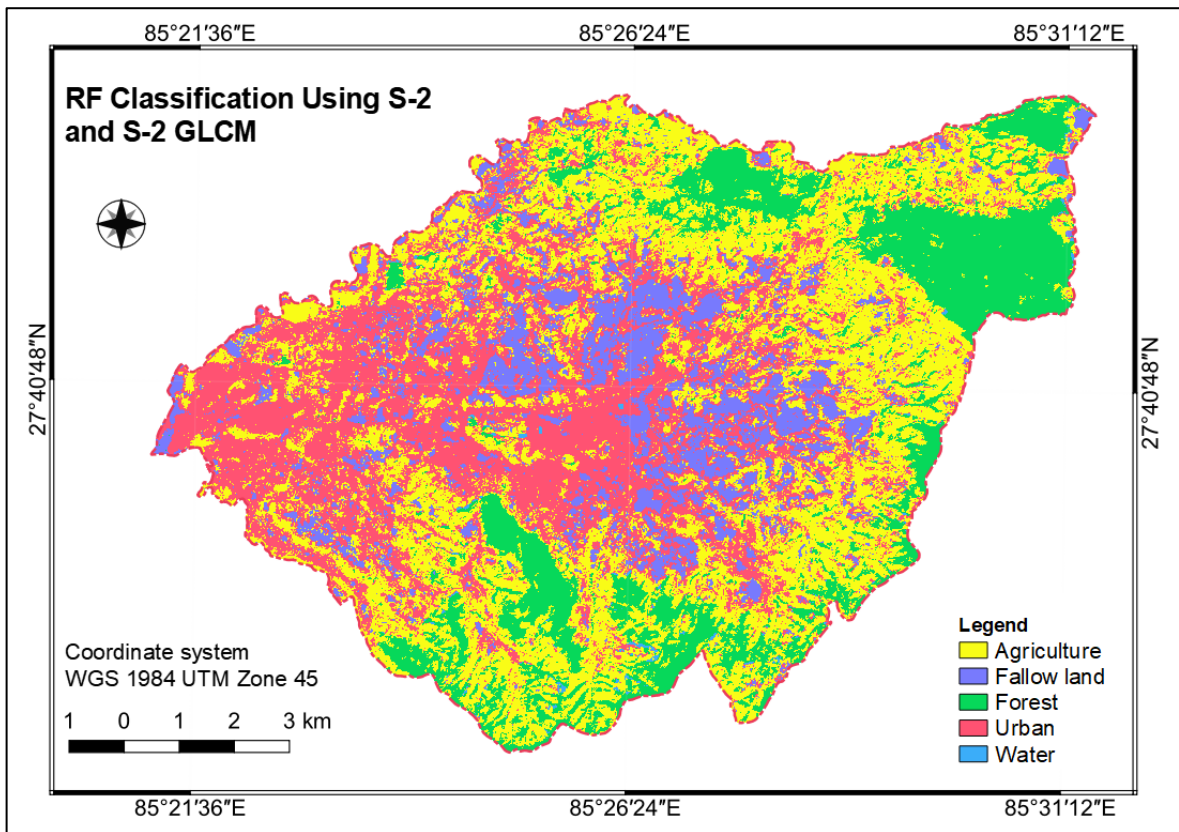 85°21'36"E 85°26'24"E 85°31'12"E
RF Classification Using S-2
and S-2 GLCM
27°40'48"N
27°40'48"N
Coordinate system
WGS 1984 UTM Zone 45
1 0 1 2 3 km
Legend
Agriculture
Fallow land
Forest
Urban
Water
85°21'36"E 85°26'24"E 85°31'12"E